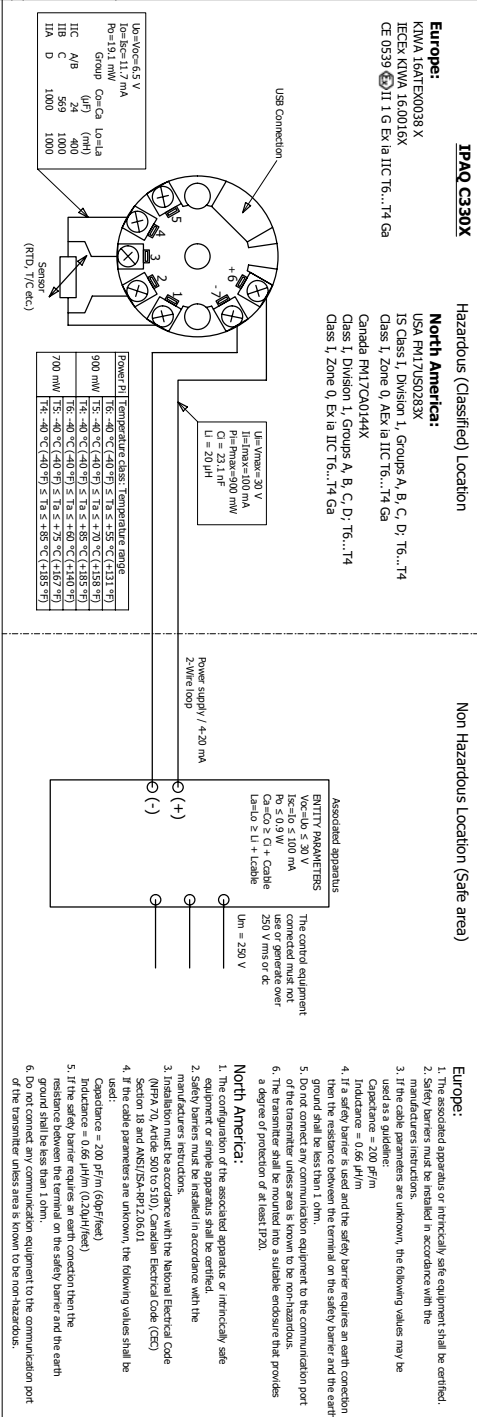 IPAQ C330X
Hazardous (Classified) Location
Non Hazardous Location (Safe area)
Europe:
KIWA 16ATEX0038 X
IECEx KIWA 16.0016X
CE 0539 Ex II 1 G Ex ia IIC T6...T4 Ga
North America:
USA FM17US0283X
IS Class I, Division 1, Groups A, B, C, D; T6...T4
Class I, Zone 0, AEx ia IIC T6...T4 Ga
Canada FM17CA0144X
Class I, Division 1, Groups A, B, C, D; T6...T4
Class I, Zone 0, Ex ia IIC T6...T4 Ga
USB Connection
Uo=Voc=6.5 V
Io=Isc=11.7 mA
Po=19.1 mW
Group Co=Ca Lo=La
(µF) (mH)
IIC A/B 24 400
IIB C 569 1000
IIA D 1000 1000
5
4
3
2
1
+6
-7
Sensor
(RTD, T/C etc.)
Ui=Vmax=30 V
Ii=Imax=100 mA
Pi=Pmax=900 mW
Ci = 23.1 nF
Li = 20 µH
Power Pi Temperature class: Temperature range
900 mW
T6: -40 °C (-40 °F) ≤ Ta ≤ +55 °C (+131 °F)
T5: -40 °C (-40 °F) ≤ Ta ≤ +70 °C (+158 °F)
T4: -40 °C (-40 °F) ≤ Ta ≤ +85 °C (+185 °F)
700 mW
T6: -40 °C (-40 °F) ≤ Ta ≤ +60 °C (+140 °F)
T5: -40 °C (-40 °F) ≤ Ta ≤ +75 °C (+167 °F)
T4: -40 °C (-40 °F) ≤ Ta ≤ +85 °C (+185 °F)
Power supply / 4-20 mA
2-Wire loop
(+)
(-)
Associated apparatus
ENTITY PARAMETERS
Voc=Uo ≤ 30 V
Isc=Io ≤ 100 mA
Po ≤ 0.9 W
Ca=Co ≥ Ci + Ccable
La=Lo ≥ Li + Lcable
The control equipment
connected must not
use or generate over
250 V rms or dc
Um = 250 V
Europe:
1. The associated apparatus or intrinsically safe equipment shall be certified.
2. Safety barriers must be installed in accordance with the
manufacturers instructions.
3. If the cable parameters are unknown, the following values may be
used as a guideline:
Capacitance = 200 pF/m
Inductance = 0,66 µH/m
4. If a safety barrier is used and the safety barrier requires an earth conection
then the resistance between the terminal on the safety barrier and the earth
ground shall be less than 1 ohm.
5. Do not connect any communication equipment to the communication port
of the transmitter unless area is known to be non-hazardous.
6. The transmitter shall be mounted into a suitable enclosure that provides
a degree of protection of at least IP20.
North America:
1. The configuration of the associated apparatus or intrincically safe
equipment or simple apparatus shall be certified.
2. Safety barriers must be installed in accordance with the
manufacturers instructions.
3. Installation must be accordance with the National Electrical Code
(NFPA 70, Article 500 to 510), Canadian Electrical Code (CEC)
Section 18 and ANSI/ISA-RP12.06.01
4. If the cable parameters are unknown, the following values shall be
used:
Capacitance = 200 pF/m (60pF/feet)
Inductance = 0.66 µH/m (0.20µH/feet)
5. If the safety barrier requires an earth conection then the
resistance between the terminal on the safety barrier and the earth
ground shall be less than 1 ohm.
6. Do not connect any communication equipment to the communication port
of the transmitter unless area is known to be non-hazardous.